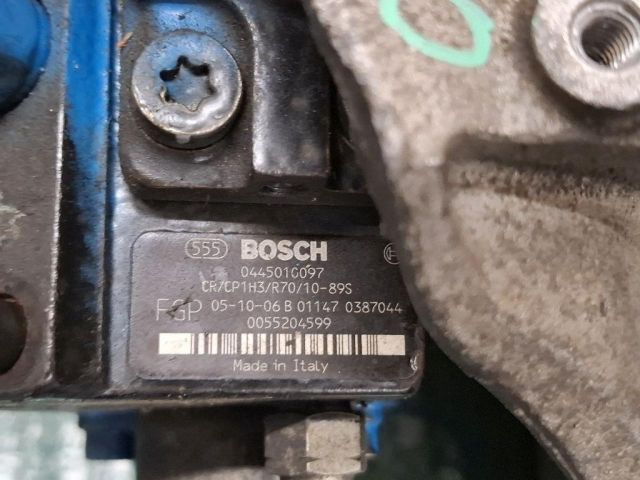 555 BOSCH
0445010097
CR/CP1H3/R70/10-89S
FGP 05-10-06 B 01147 0387044
0055204599
Made in Italy